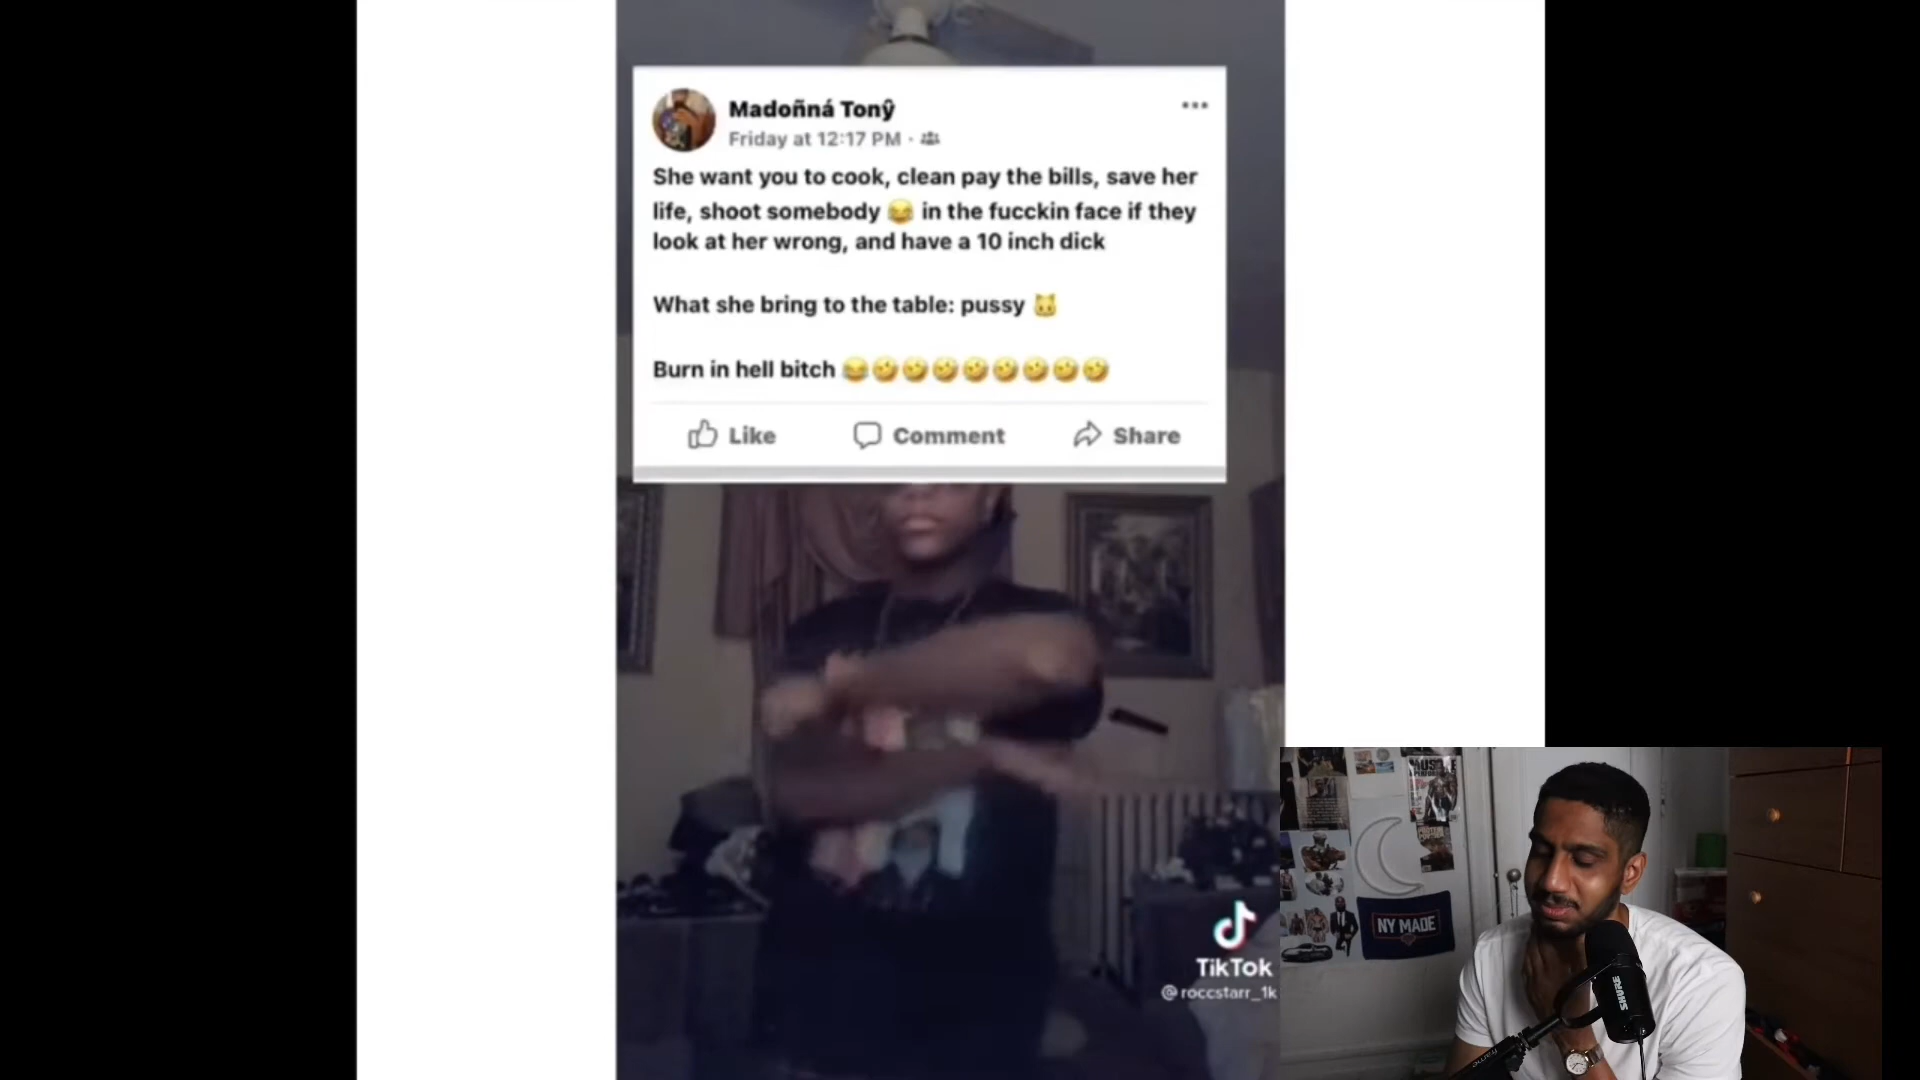 Madoñná Tonŷ
Friday at 12:17 PM ·
She want you to cook, clean pay the bills, save her
life, shoot somebody 😂 in the fucckin face if they
look at her wrong, and have a 10 inch dick
What she bring to the table: pussy 🐱
Burn in hell bitch 😂🤣🤣🤣🤣🤣🤣🤣🤣
Like Comment Share
TikTok
@roccstarr_1k
NY MADE
SHURE